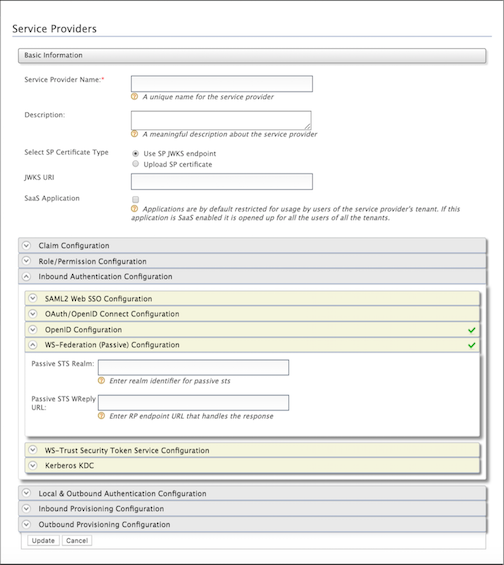 Service Providers
Basic Information
Service Provider Name:*
A unique name for the service provider
Description:
A meaningful description about the service provider
Select SP Certificate Type
Use SP JWKS endpoint
Upload SP certificate
JWKS URI
SaaS Application
Applications are by default restricted for usage by users of the service provider's tenant. If this
application is SaaS enabled it is opened up for all the users of all the tenants.
Claim Configuration
Role/Permission Configuration
Inbound Authentication Configuration
SAML2 Web SSO Configuration
OAuth/OpenID Connect Configuration
OpenID Configuration
WS-Federation (Passive) Configuration
Passive STS Realm:
Enter realm identifier for passive sts
Passive STS WReply
URL:
Enter RP endpoint URL that handles the response
WS-Trust Security Token Service Configuration
Kerberos KDC
Local & Outbound Authentication Configuration
Inbound Provisioning Configuration
Outbound Provisioning Configuration
Update Cancel